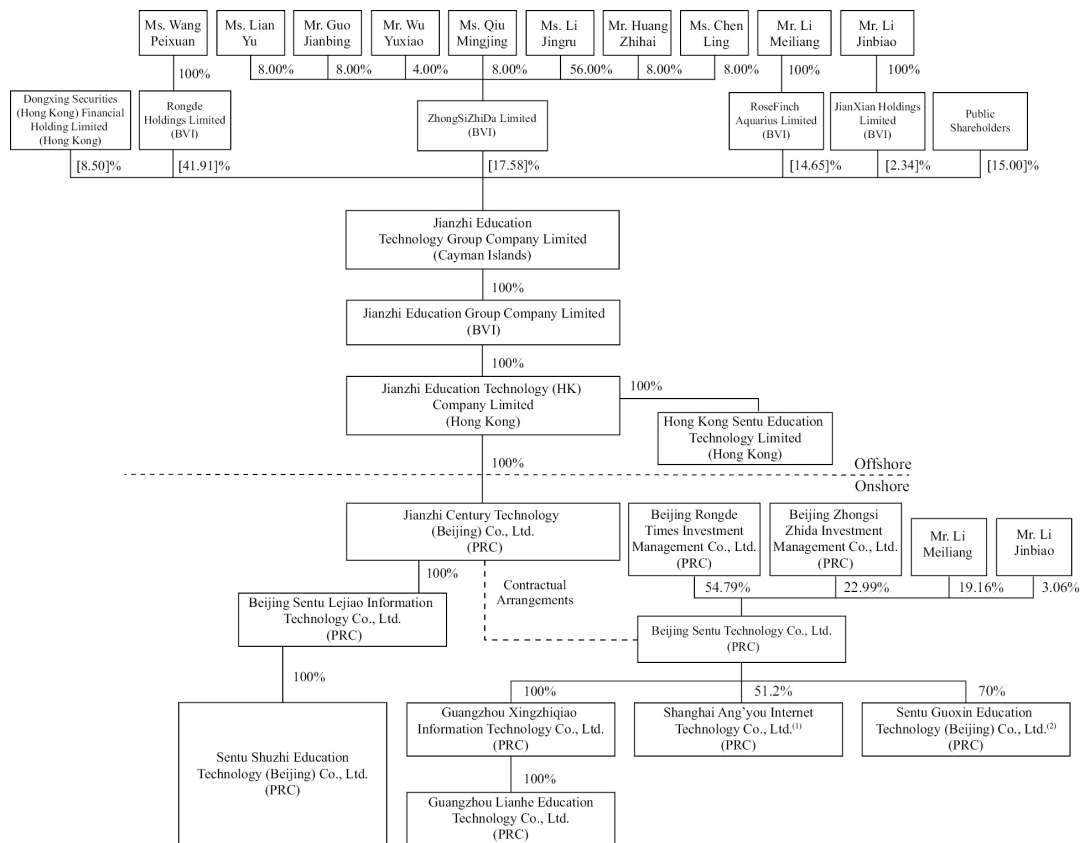 Ms. Wang
Peixuan
Ms. Lian
Yu
Mr. Guo
Jianbing
Mr. Wu
Yuxiao
Ms. Qiu
Mingjing
Ms. Li
Jingru
Mr. Huang
Zhihai
Ms. Chen
Ling
Mr. Li
Meiliang
Mr. Li
Jinbiao
100%
8.00%
8.00%
4.00%
8.00%
56.00%
8.00%
8.00%
100%
100%
Dongxing Securities
(Hong Kong) Financial
Holding Limited
(Hong Kong)
Rongde
Holdings Limited
(BVI)
ZhongSiZhiDa Limited
(BVI)
RoseFinch
Aquarius Limited
(BVI)
JianXian Holdings
Limited
(BVI)
Public
Shareholders
[8.50]%
[41.91]%
[17.58]%
[14.65]%
[2.34]%
[15.00]%
Jianzhi Education
Technology Group Company Limited
(Cayman Islands)
100%
Jianzhi Education Group Company Limited
(BVI)
100%
Jianzhi Education Technology (HK)
Company Limited
(Hong Kong)
100%
Hong Kong Sentu Education
Technology Limited
(Hong Kong)
100%
Offshore
Onshore
Jianzhi Century Technology
(Beijing) Co., Ltd.
(PRC)
Beijing Rongde
Times Investment
Management Co., Ltd.
(PRC)
Beijing Zhongsi
Zhida Investment
Management Co., Ltd.
(PRC)
Mr. Li
Meiliang
Mr. Li
Jinbiao
100%
Contractual
Arrangements
54.79%
22.99%
19.16%
3.06%
Beijing Sentu Lejiao Information
Technology Co., Ltd.
(PRC)
Beijing Sentu Technology Co., Ltd.
(PRC)
100%
100%
51.2%
70%
Sentu Shuzhi Education
Technology (Beijing) Co., Ltd.
(PRC)
Guangzhou Xingzhiqiao
Information Technology Co., Ltd.
(PRC)
Shanghai Ang’you Internet
Technology Co., Ltd.(1)
(PRC)
Sentu Guoxin Education
Technology (Beijing) Co., Ltd.(2)
(PRC)
100%
Guangzhou Lianhe Education
Technology Co., Ltd.
(PRC)